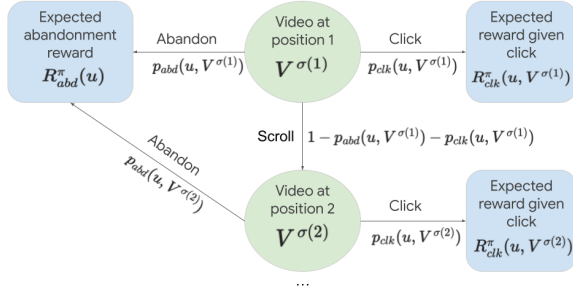 Expected
abandonment
reward
R^π_abd(u)
Abandon
p_abd(u, V^σ(1))
Video at
position 1
V^σ(1)
Click
p_clk(u, V^σ(1))
Expected
reward given
click
R^π_clk(u, V^σ(1))
Scroll
1 − p_abd(u, V^σ(1)) − p_clk(u, V^σ(1))
Abandon
p_abd(u, V^σ(2))
Video at
position 2
V^σ(2)
Click
p_clk(u, V^σ(2))
Expected
reward given
click
R^π_clk(u, V^σ(2))
...